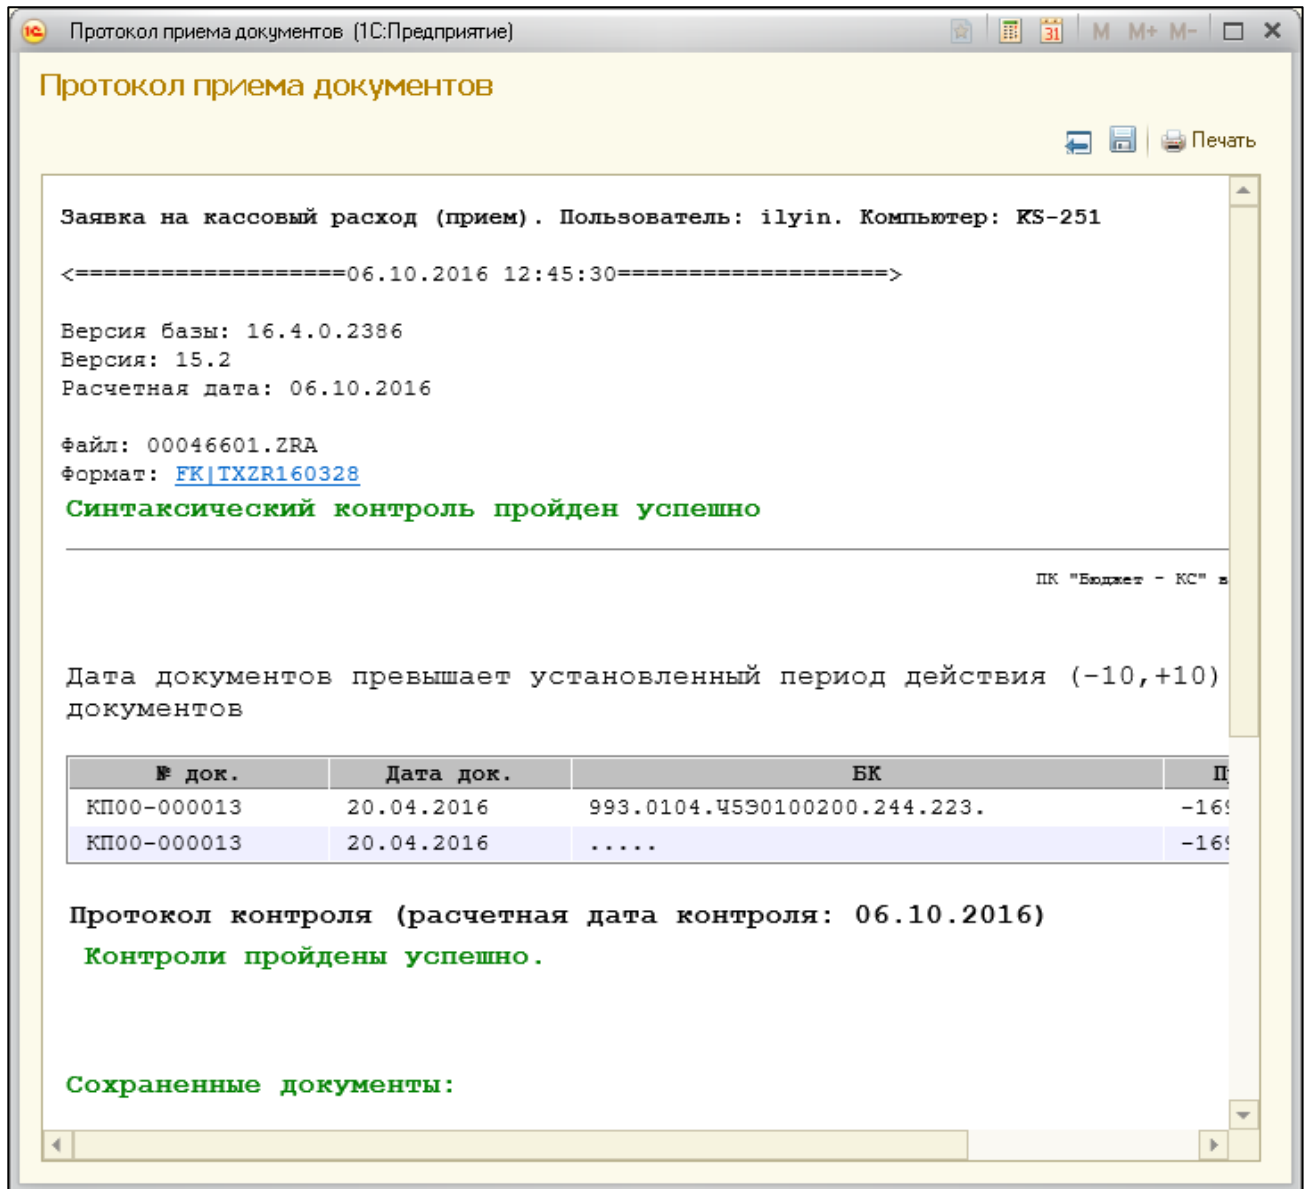 Протокол приема документов (1С:Предприятие)
31 M M+ M-
Протокол приема документов
Печать
Заявка на кассовый расход (прием). Пользователь: ilyin. Компьютер: KS-251
<===================06.10.2016 12:45:30===================>
Версия базы: 16.4.0.2386
Версия: 15.2
Расчетная дата: 06.10.2016
Файл: 00046601.ZRA
Формат: FK|TXZR160328
Синтаксический контроль пройден успешно
ПК "Бюджет - КС" в
Дата документов превышает установленный период действия (-10,+10)
документов
№ док. Дата док. БК
КП00-000013 20.04.2016 993.0104.Ч590100200.244.223. -169
КП00-000013 20.04.2016 ..... -169
Протокол контроля (расчетная дата контроля: 06.10.2016)
Контроли пройдены успешно.
Сохраненные документы: